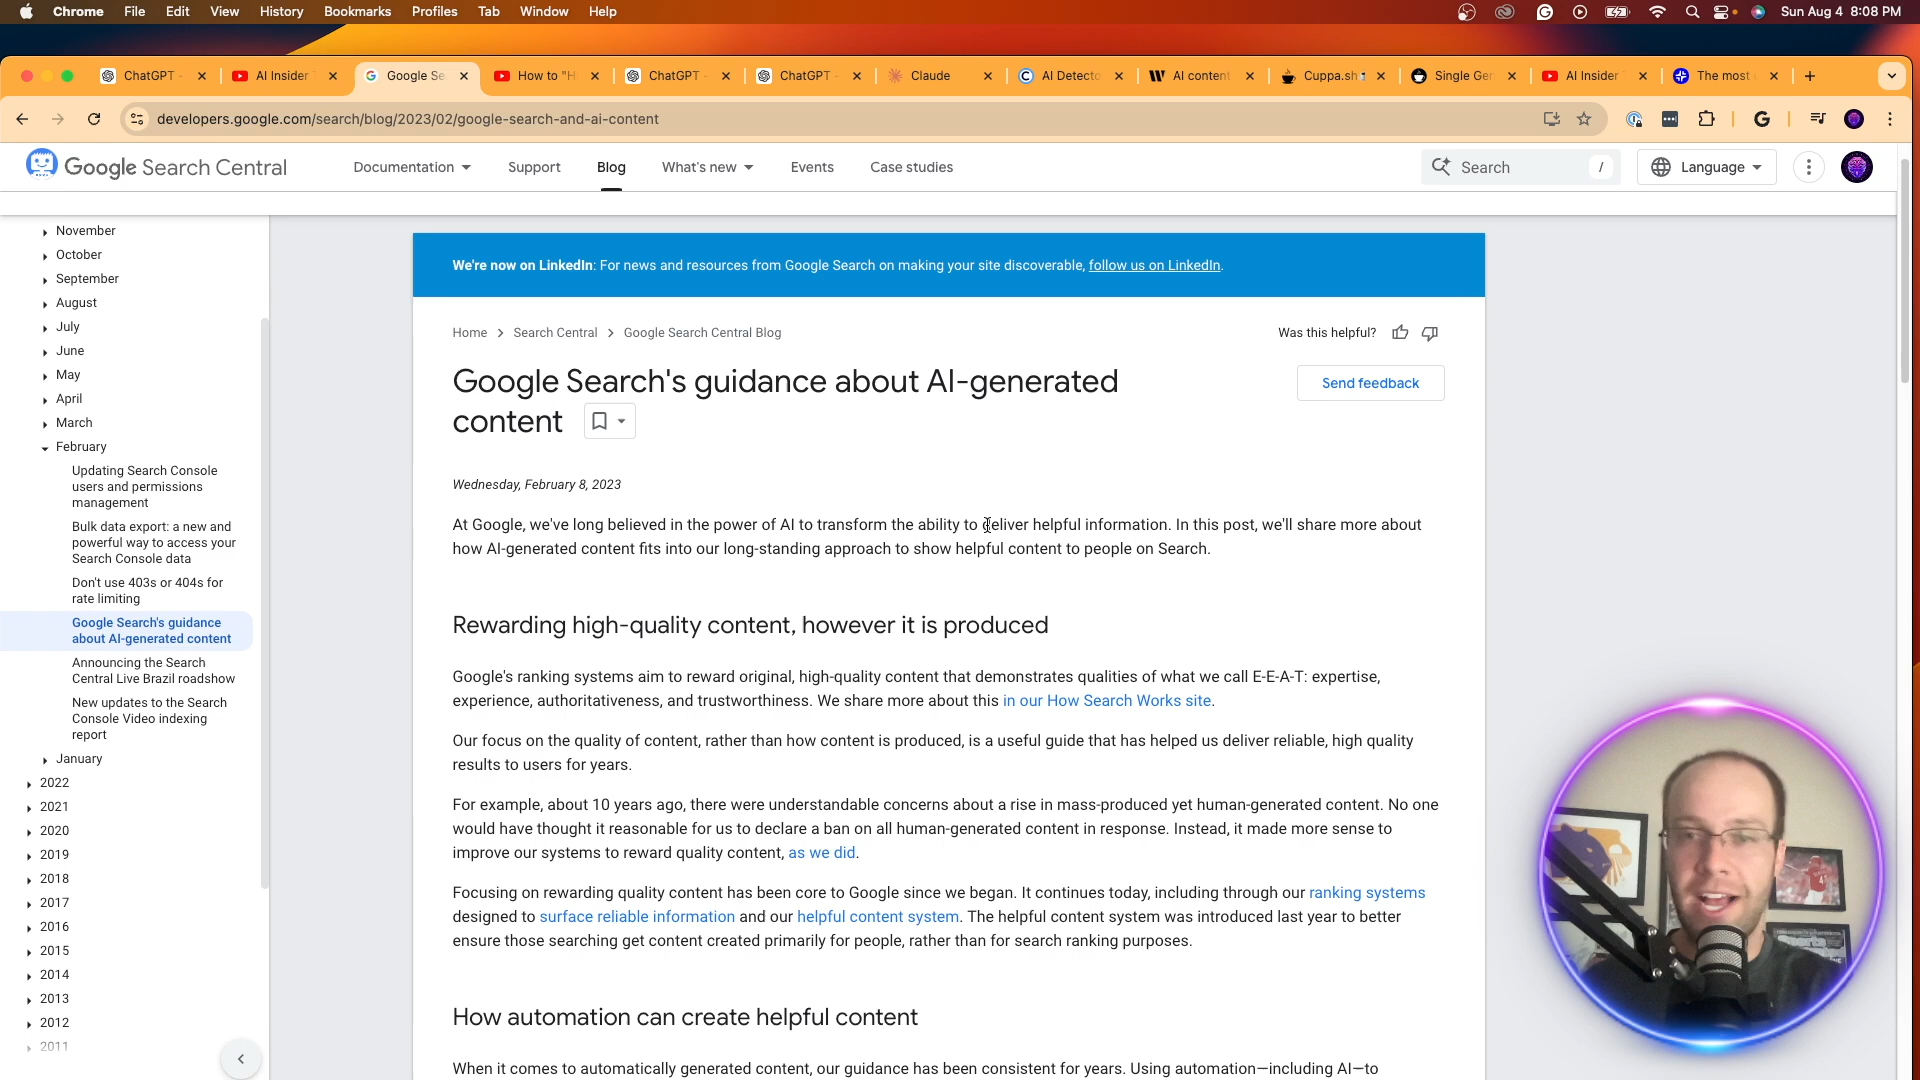 Chrome File Edit View History Bookmarks Profiles Tab Window Help Sun Aug 4 8:08 PM
ChatGPT - AI Insider Google Se How to "H ChatGPT - ChatGPT - Claude AI Detecto AI content Cuppa.sh Single Gen AI Insider The most
developers.google.com/search/blog/2023/02/google-search-and-ai-content
Google Search Central Documentation Support Blog What's new Events Case studies Search / Language
November
October
September
August
July
June
May
April
March
February
Updating Search Console
users and permissions
management
Bulk data export: a new and
powerful way to access your
Search Console data
Don't use 403s or 404s for
rate limiting
Google Search's guidance
about AI-generated content
Announcing the Search
Central Live Brazil roadshow
New updates to the Search
Console Video indexing
report
January
2022
2021
2020
2019
2018
2017
2016
2015
2014
2013
2012
2011
We're now on LinkedIn: For news and resources from Google Search on making your site discoverable, follow us on LinkedIn.
Home > Search Central > Google Search Central Blog
Was this helpful?
Google Search's guidance about AI-generated
content
Send feedback
Wednesday, February 8, 2023
At Google, we've long believed in the power of AI to transform the ability to deliver helpful information. In this post, we'll share more about
how AI-generated content fits into our long-standing approach to show helpful content to people on Search.
Rewarding high-quality content, however it is produced
Google's ranking systems aim to reward original, high-quality content that demonstrates qualities of what we call E-E-A-T: expertise,
experience, authoritativeness, and trustworthiness. We share more about this in our How Search Works site.
Our focus on the quality of content, rather than how content is produced, is a useful guide that has helped us deliver reliable, high quality
results to users for years.
For example, about 10 years ago, there were understandable concerns about a rise in mass-produced yet human-generated content. No one
would have thought it reasonable for us to declare a ban on all human-generated content in response. Instead, it made more sense to
improve our systems to reward quality content, as we did.
Focusing on rewarding quality content has been core to Google since we began. It continues today, including through our ranking systems
designed to surface reliable information and our helpful content system. The helpful content system was introduced last year to better
ensure those searching get content created primarily for people, rather than for search ranking purposes.
How automation can create helpful content
When it comes to automatically generated content, our guidance has been consistent for years. Using automation—including AI—to